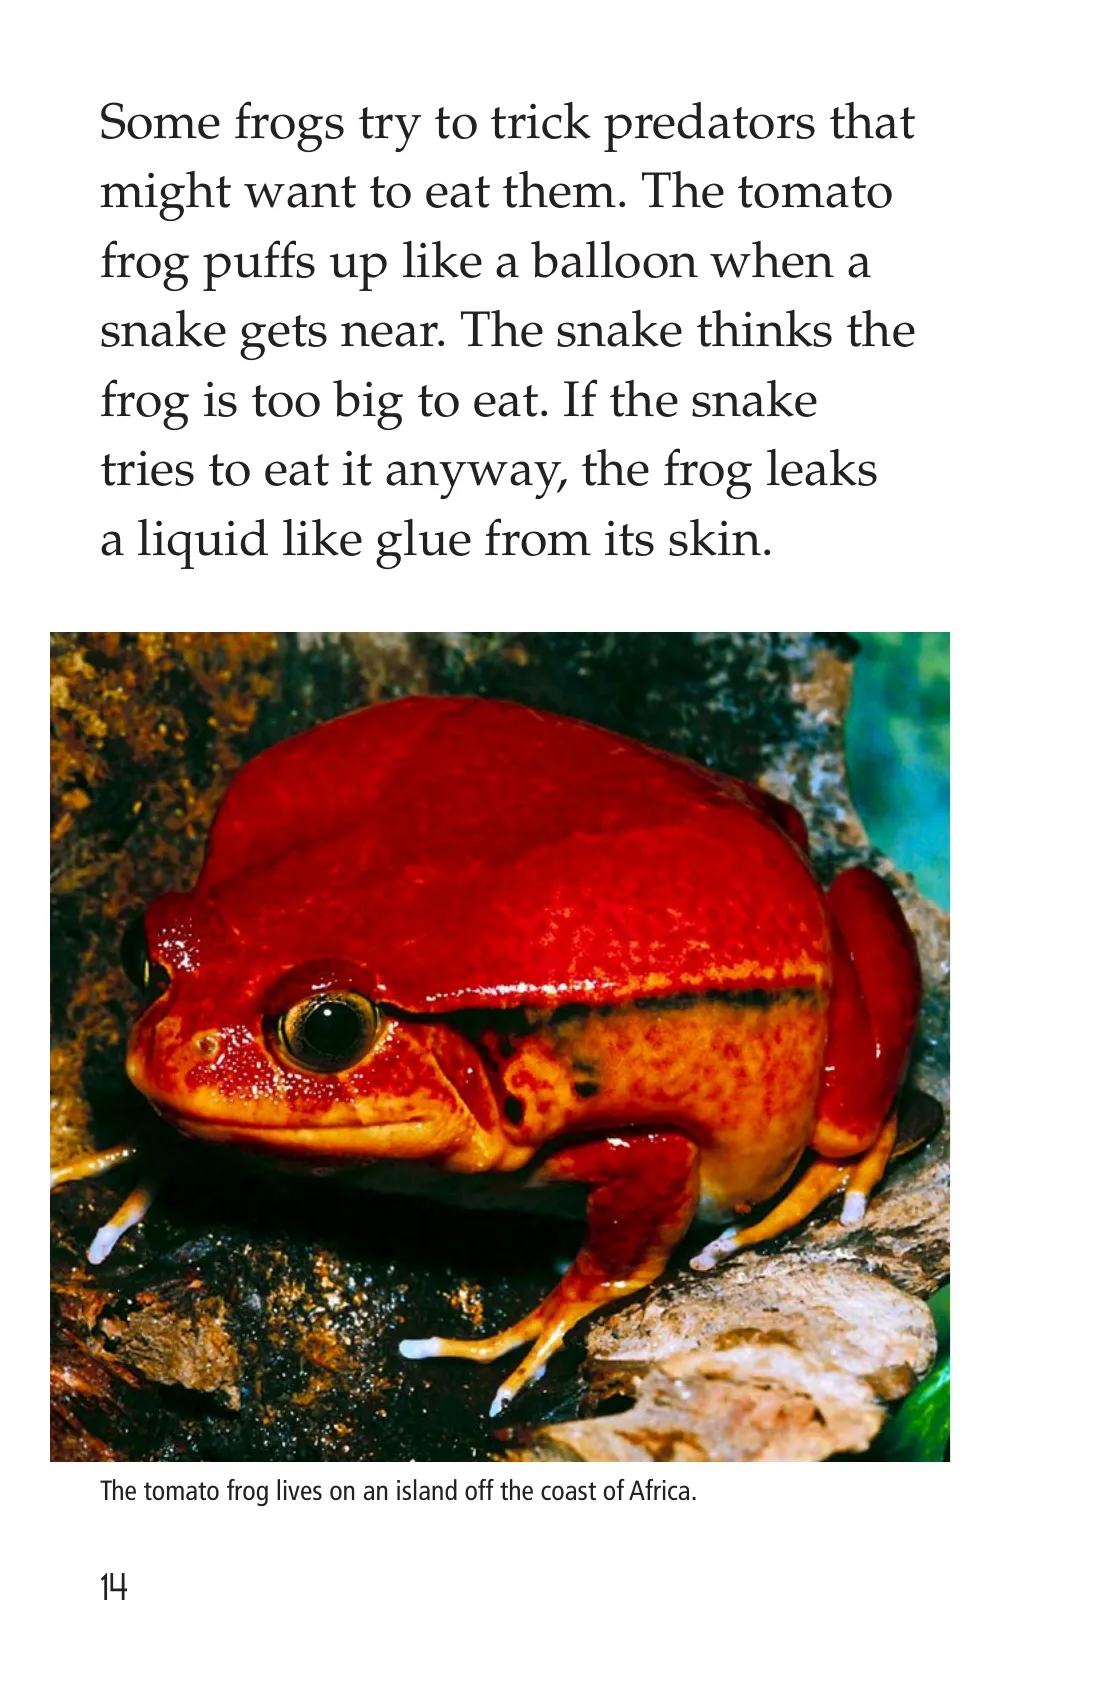 Some frogs try to trick predators that
might want to eat them. The tomato
frog puffs up like a balloon when a
snake gets near. The snake thinks the
frog is too big to eat. If the snake
tries to eat it anyway, the frog leaks
a liquid like glue from its skin.
The tomato frog lives on an island off the coast of Africa.
14